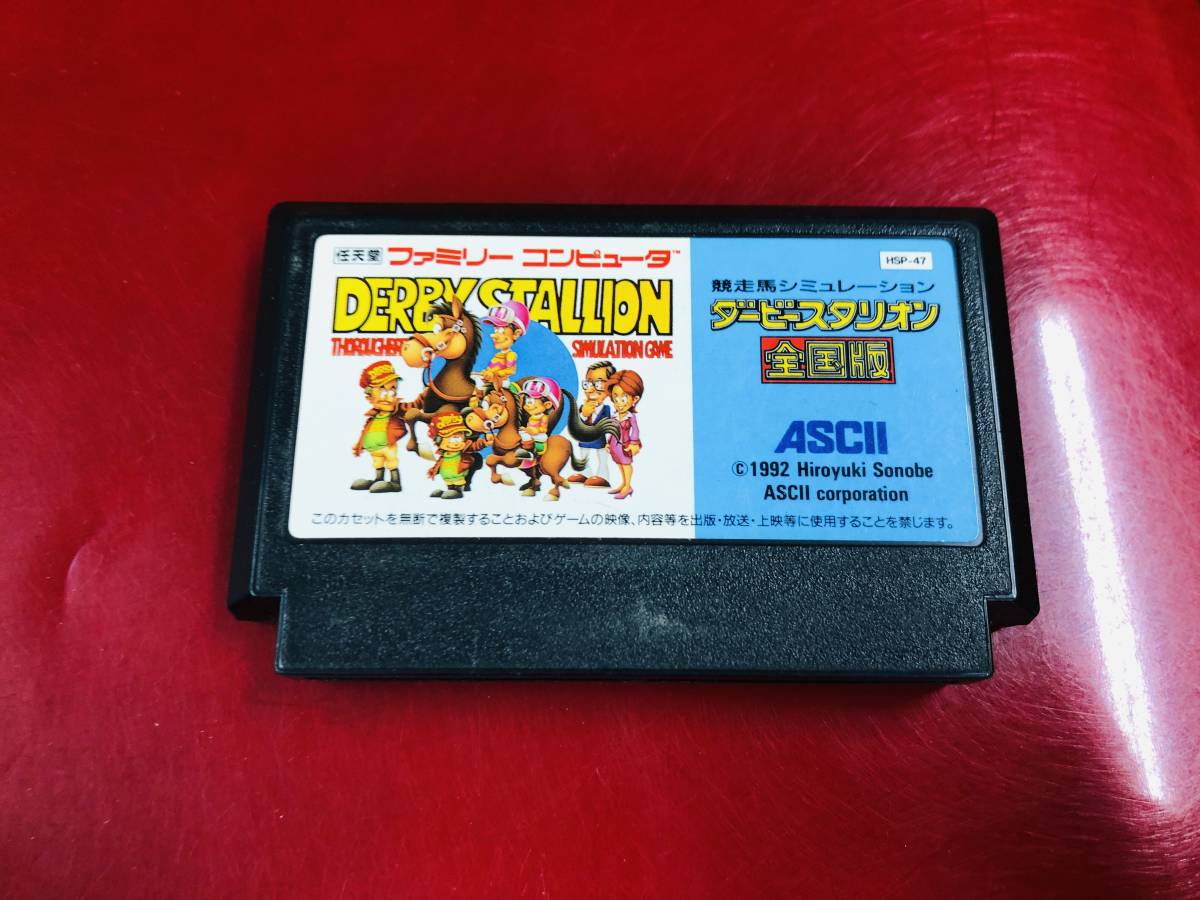 任天堂 ファミリー コンピュータ™
DERBY STALLION
SIMULATION GAME
HSP-47
競走馬シミュレーション
ダービースタリオン
全国版
ASCII
©1992 Hiroyuki Sonobe
ASCII corporation
このカセットを無断で複製することおよびゲームの映像、内容等を出版・放送・上映等に使用することを禁じます。